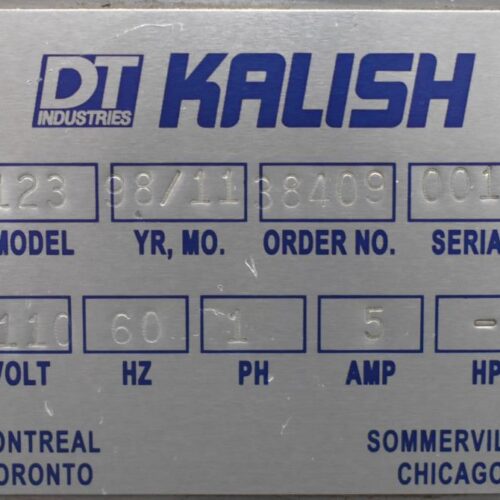 DT KALISH
INDUSTRIES
123 98/11 38409 001
MODEL YR, MO. ORDER NO. SERIA
110 60 1 5 -
VOLT HZ PH AMP HP
ONTREAL SOMMERVIL
ORONTO CHICAGO